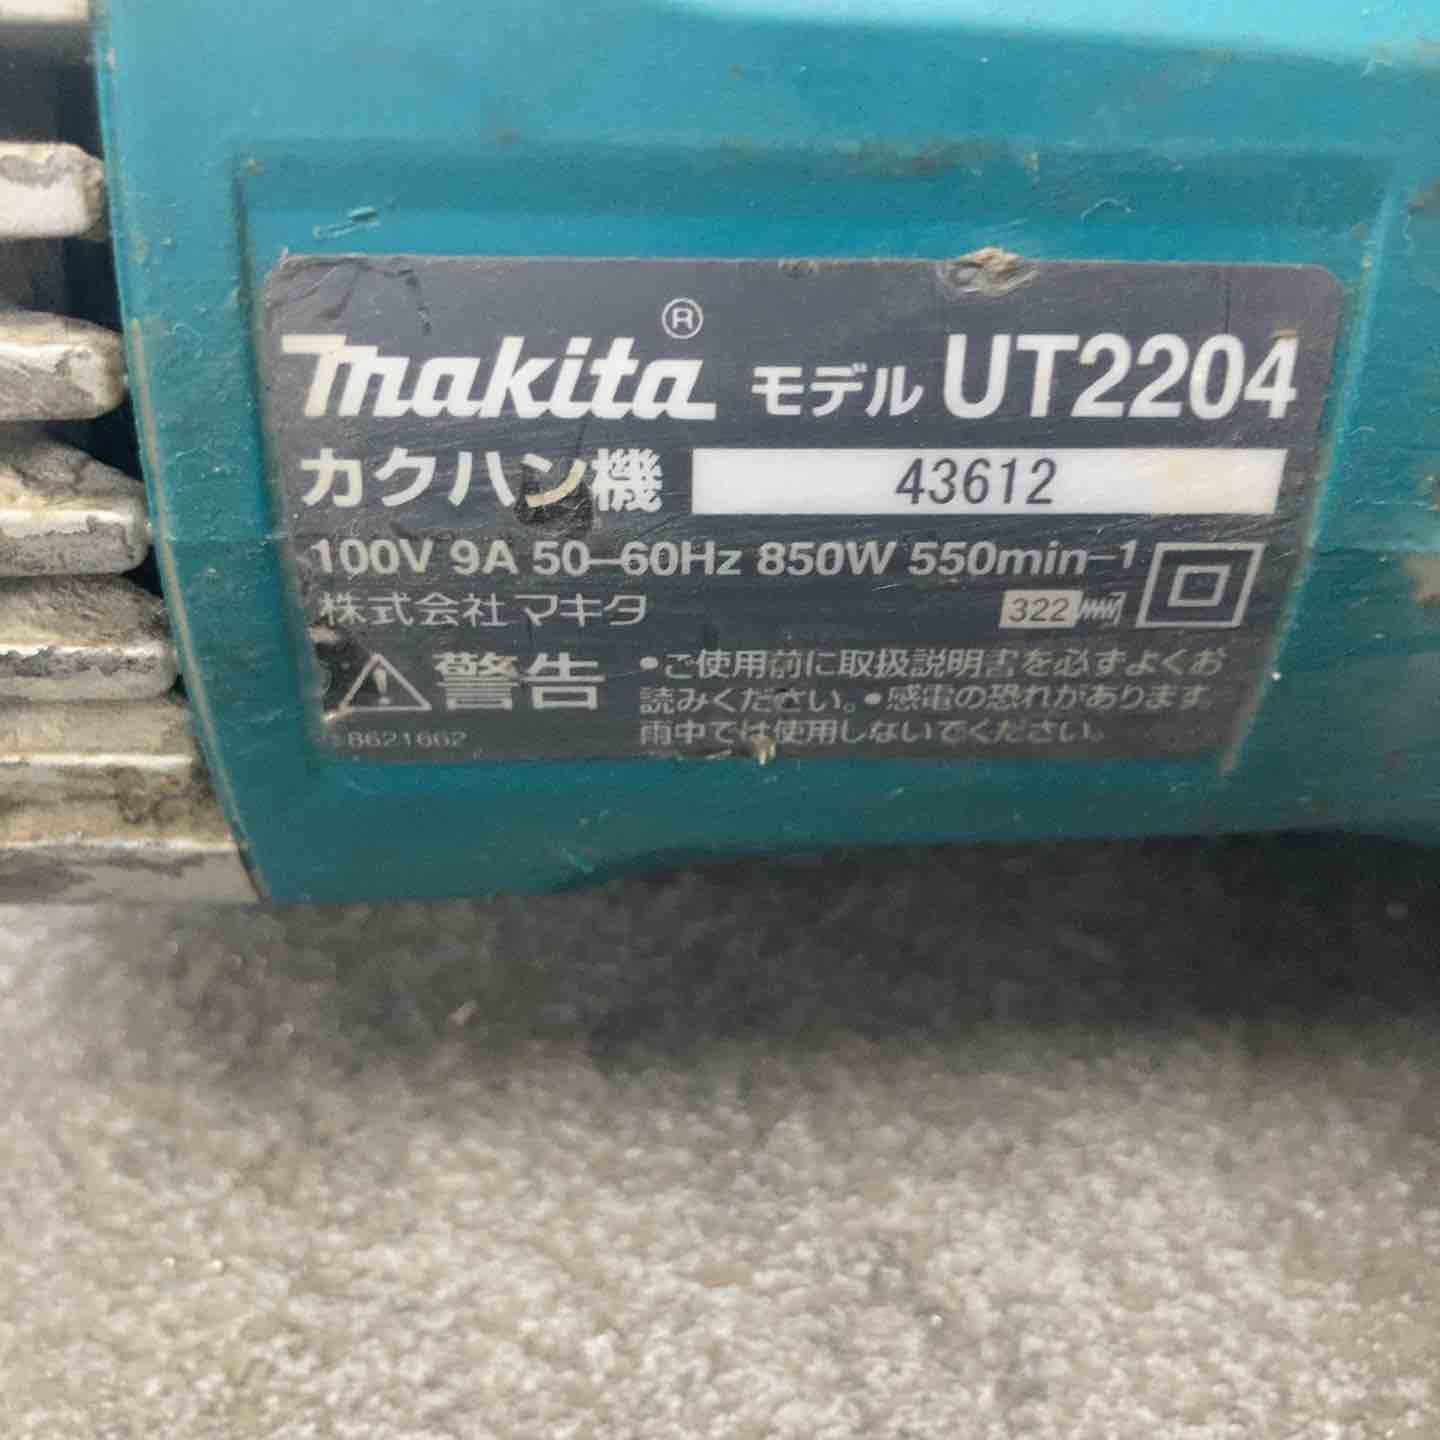 makita® モデル UT2204
カクハン機 43612
100V 9A 50-60Hz 850W 550min-1
株式会社マキタ 322
警告 •ご使用前に取扱説明書を必ずよくお
読みください。•感電の恐れがあります。
雨中では使用しないでください。
B621662